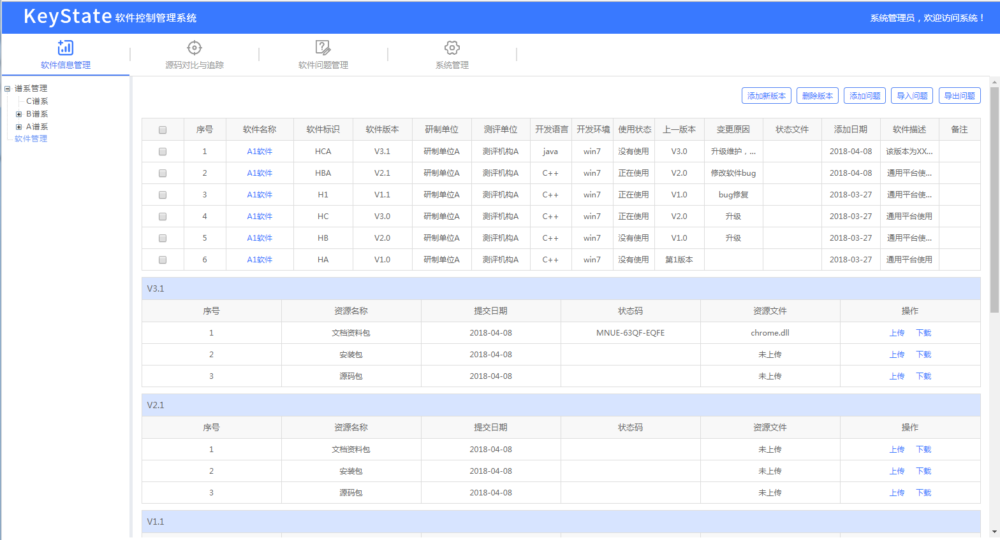 KeyState 软件控制管理系统
系统管理员，欢迎访问系统！
软件信息管理 源码对比与追踪 软件问题管理 系统管理
谱系管理
C谱系
B谱系
A谱系
软件管理
添加新版本 删除版本 添加问题 导入问题 导出问题
序号 软件名称 软件标识 软件版本 研制单位 测评单位 开发语言 开发环境 使用状态 上一版本 变更原因 状态文件 添加日期 软件描述 备注
1 A1软件 HCA V3.1 研制单位A 测评机构A java win7 没有使用 V3.0 升级维护，... 2018-04-08 该版本为XX...
2 A1软件 HBA V2.1 研制单位A 测评机构A C++ win7 正在使用 V2.0 修改软件bug 2018-04-08 通用平台使...
3 A1软件 H1 V1.1 研制单位A 测评机构A C++ win7 正在使用 V1.0 bug修复 2018-03-27 通用平台使...
4 A1软件 HC V3.0 研制单位A 测评机构A C++ win7 正在使用 V2.0 升级 2018-03-27 通用平台使用
5 A1软件 HB V2.0 研制单位A 测评机构A C++ win7 没有使用 V1.0 升级 2018-03-27 通用平台使...
6 A1软件 HA V1.0 研制单位A 测评机构A C++ win7 没有使用 第1版本 2018-03-27 通用平台使用
V3.1
序号 资源名称 提交日期 状态码 资源文件 操作
1 文档资料包 2018-04-08 MNUE-63QF-EQFE chrome.dll 上传 下载
2 安装包 2018-04-08 未上传 上传 下载
3 源码包 2018-04-08 未上传 上传 下载
V2.1
序号 资源名称 提交日期 状态码 资源文件 操作
1 文档资料包 2018-04-08 未上传 上传 下载
2 安装包 2018-04-08 未上传 上传 下载
3 源码包 2018-04-08 未上传 上传 下载
V1.1